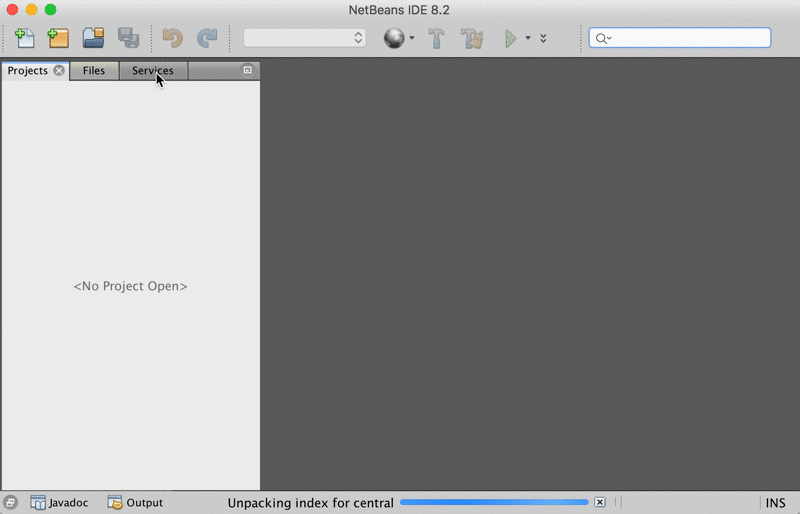 NetBeans IDE 8.2
Projects Files Services
<No Project Open>
Javadoc Output Unpacking index for central INS